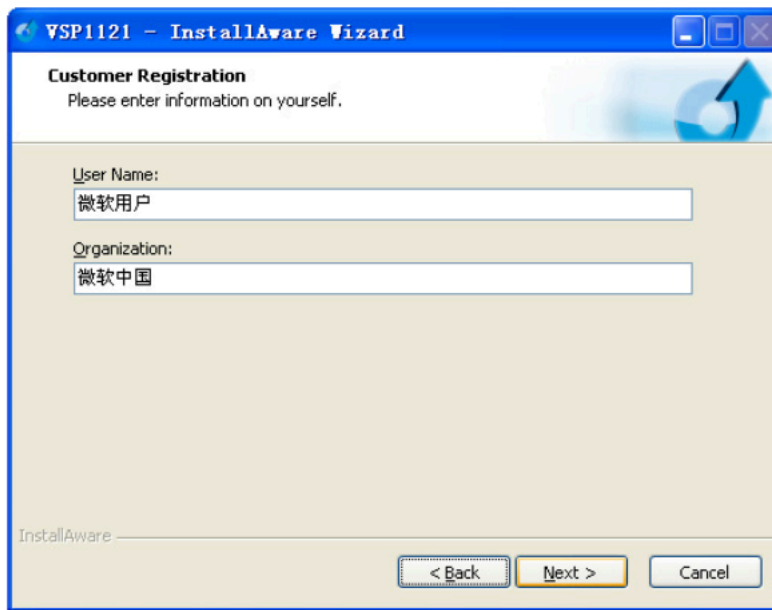 VSP1121 - InstallAware Wizard
Customer Registration
Please enter information on yourself.
User Name:
微软用户
Organization:
微软中国
InstallAware
< Back
Next >
Cancel